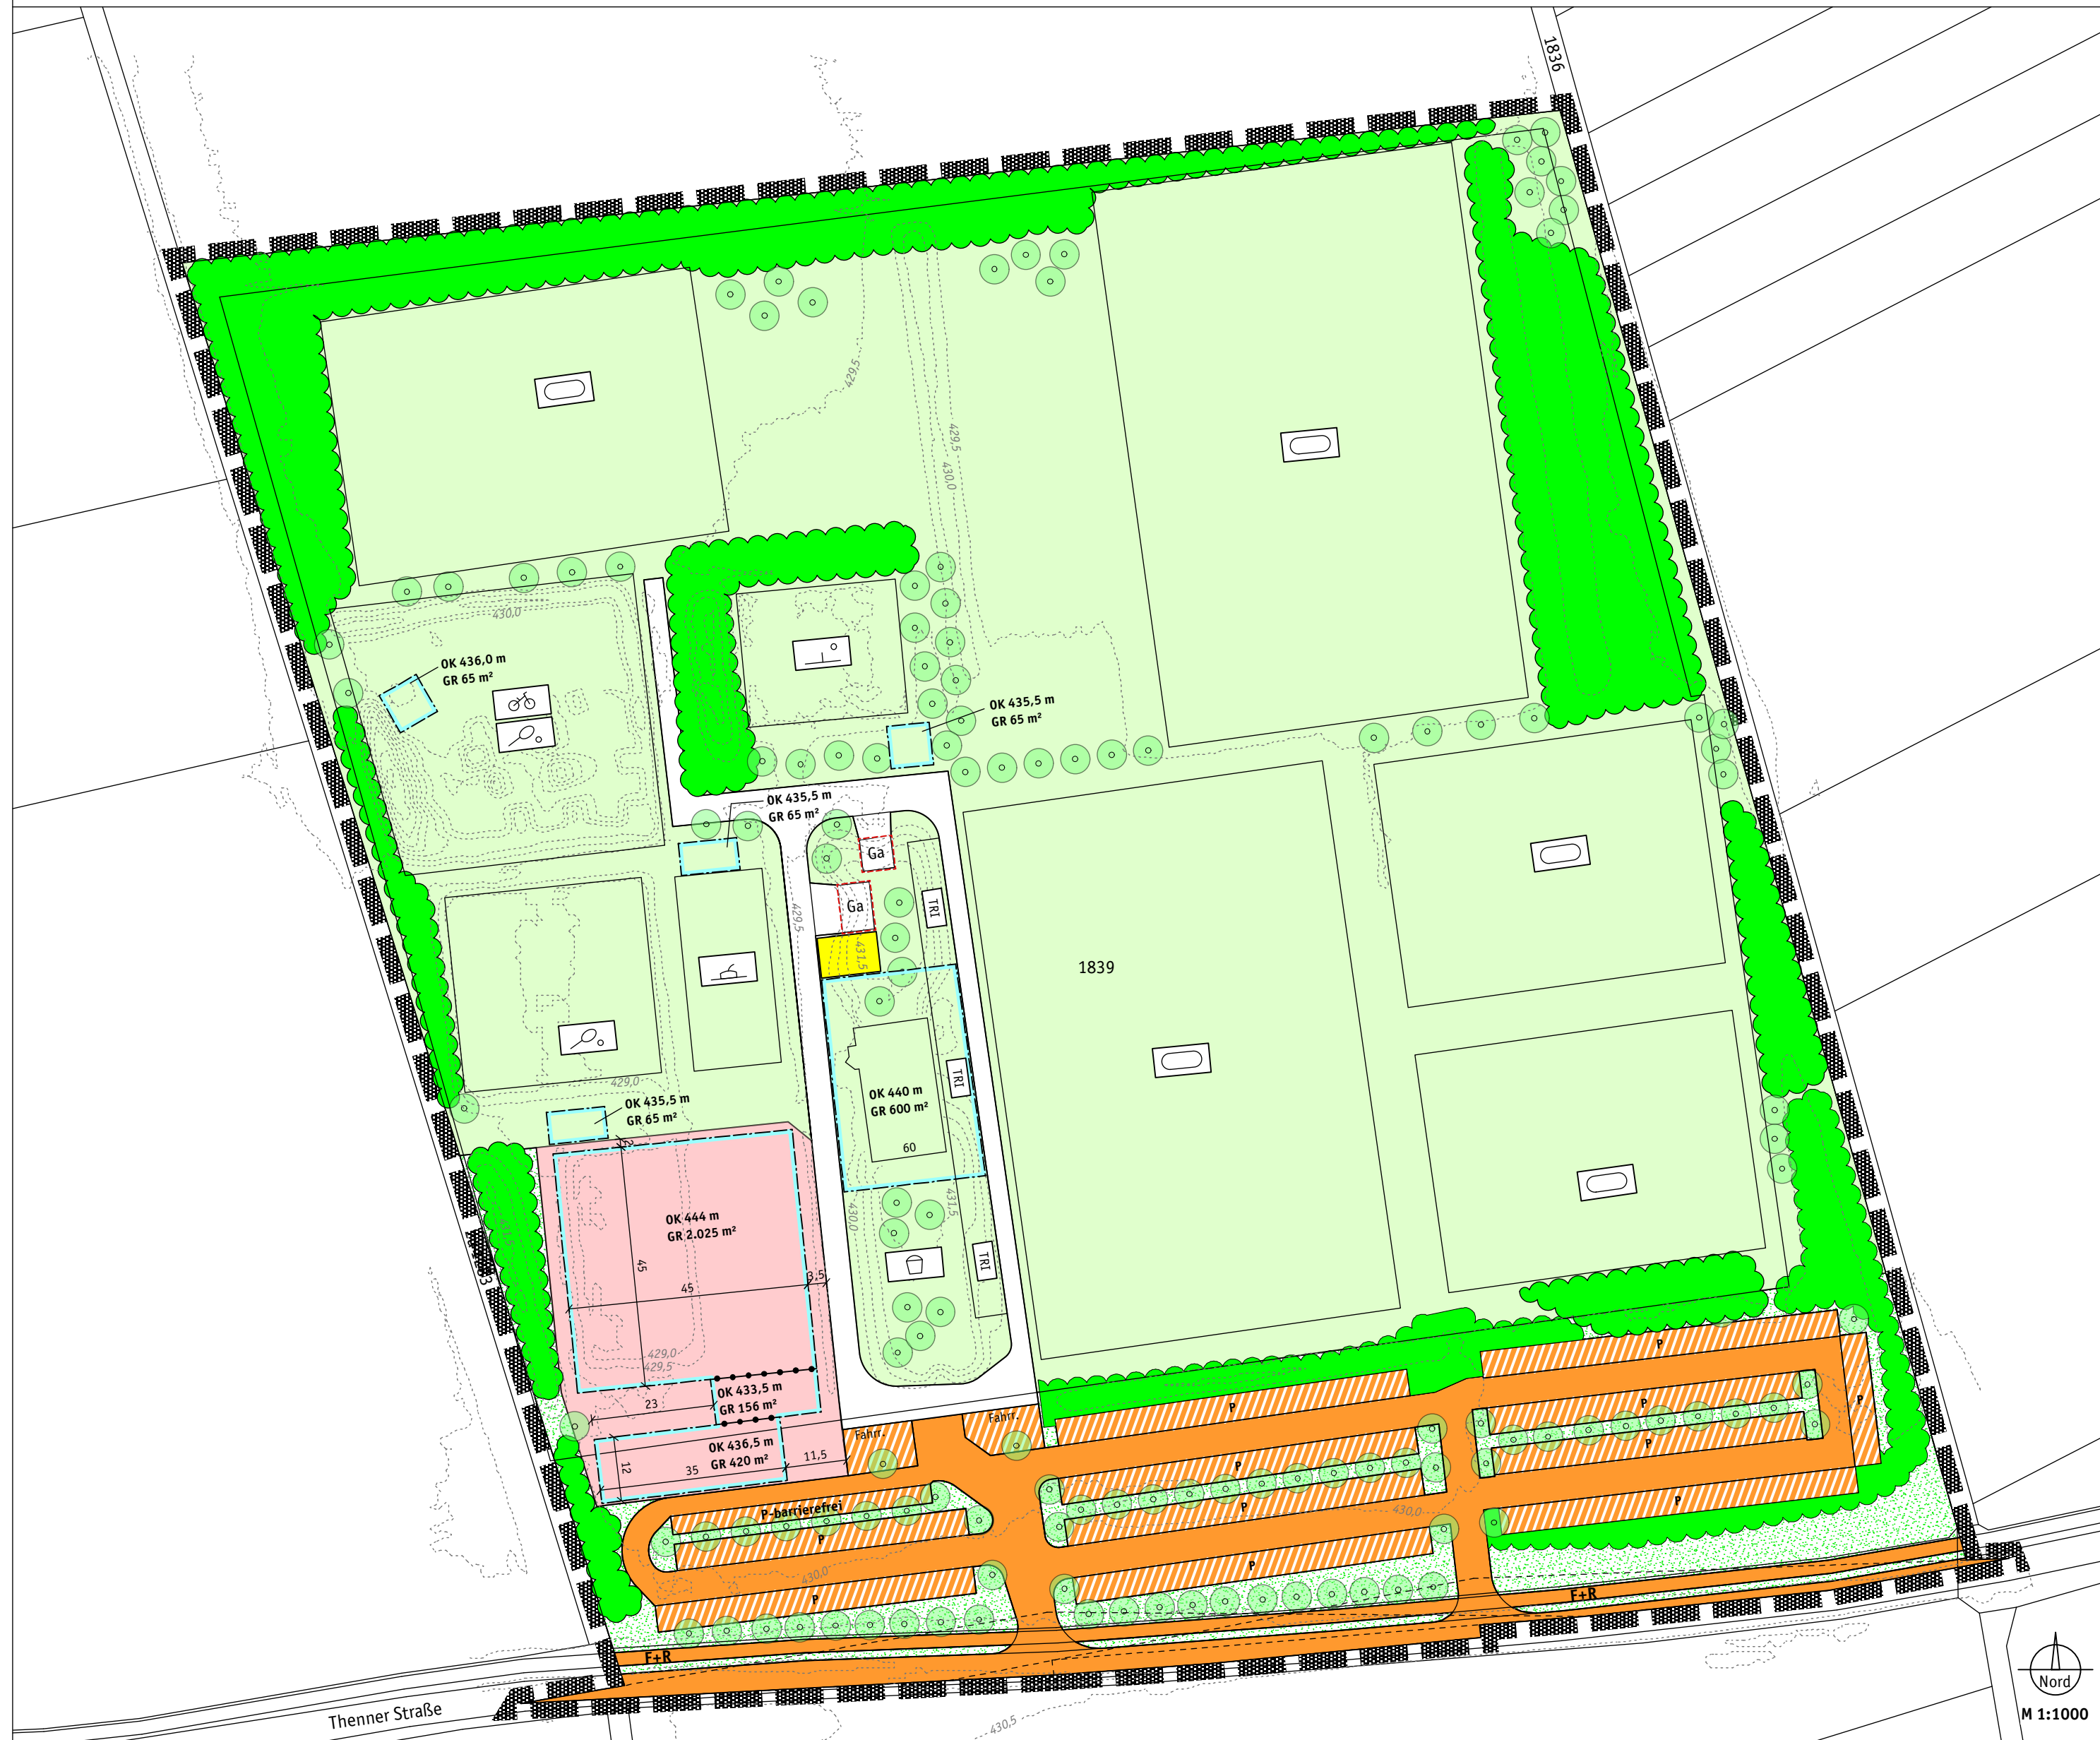 1836
429,5
429,5
430,0
430,0
OK 436,0 m
GR 65 m²
OK 435,5 m
GR 65 m²
OK 435,5 m
GR 65 m²
Ga
Ga
TRI
429,5
431,5
1839
TRI
OK 440 m
GR 600 m²
60
429,0
OK 435,5 m
GR 65 m²
2
431,5
430,0
431,5
TRI
OK 444 m
GR 2.025 m²
45
45
3,5
429,0
429,5
OK 433,5 m
GR 156 m²
23
OK 436,5 m
GR 420 m²
12
35
11,5
Fahrr.
Fahrr.
P
P
P
P
P
P
P
P
P
P-barrierefrei
P
P
430,0
430,0
F+R
F+R
Thenner Straße
430,5
Nord
M 1:1000